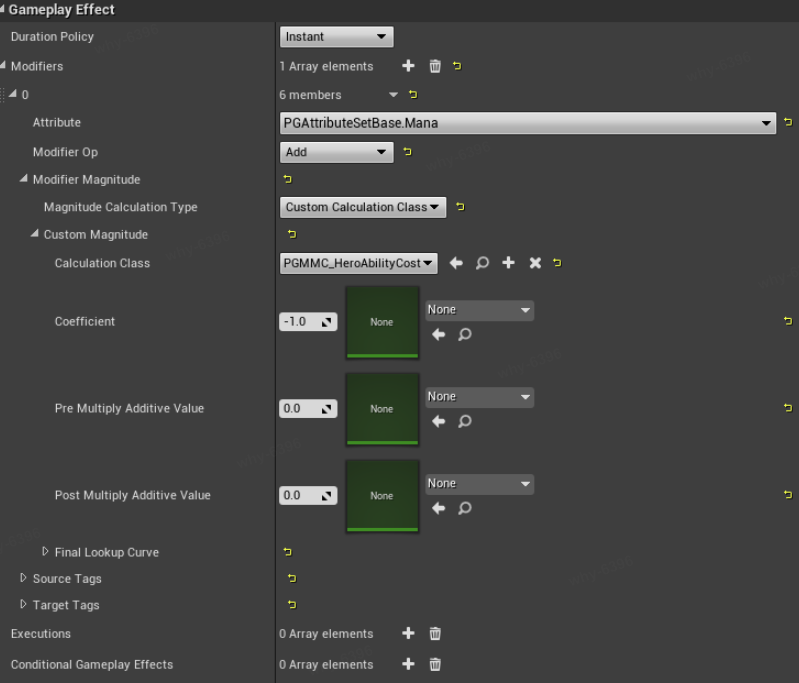 Gameplay Effect
Duration Policy Instant
Modifiers 1 Array elements
0 6 members
Attribute PGAttributeSetBase.Mana
Modifier Op Add
Modifier Magnitude
Magnitude Calculation Type Custom Calculation Class
Custom Magnitude
Calculation Class PGMMC_HeroAbilityCost
Coefficient -1.0 None None
Pre Multiply Additive Value 0.0 None None
Post Multiply Additive Value 0.0 None None
Final Lookup Curve
Source Tags
Target Tags
Executions 0 Array elements
Conditional Gameplay Effects 0 Array elements